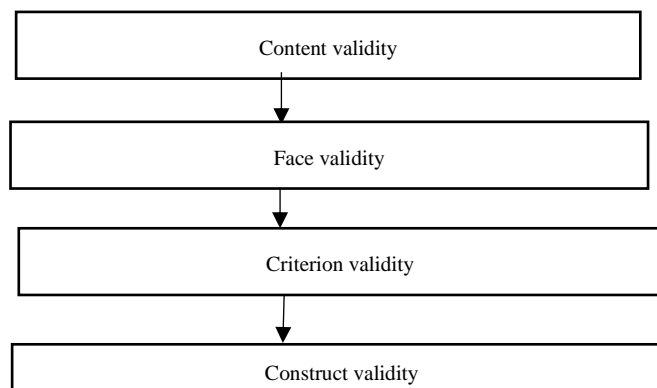 Content validity
Face validity
Criterion validity
Construct validity